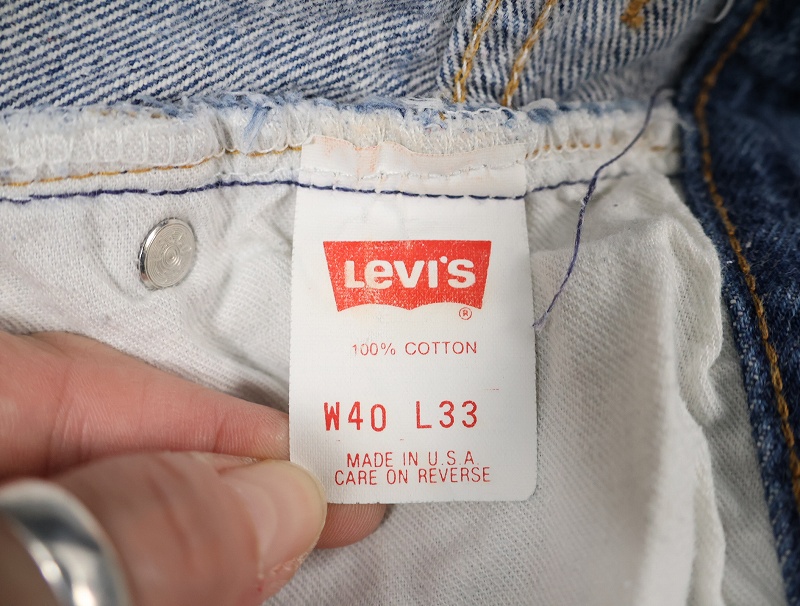 LEVI'S
®
100% COTTON
W40 L33
MADE IN U.S.A.
CARE ON REVERSE